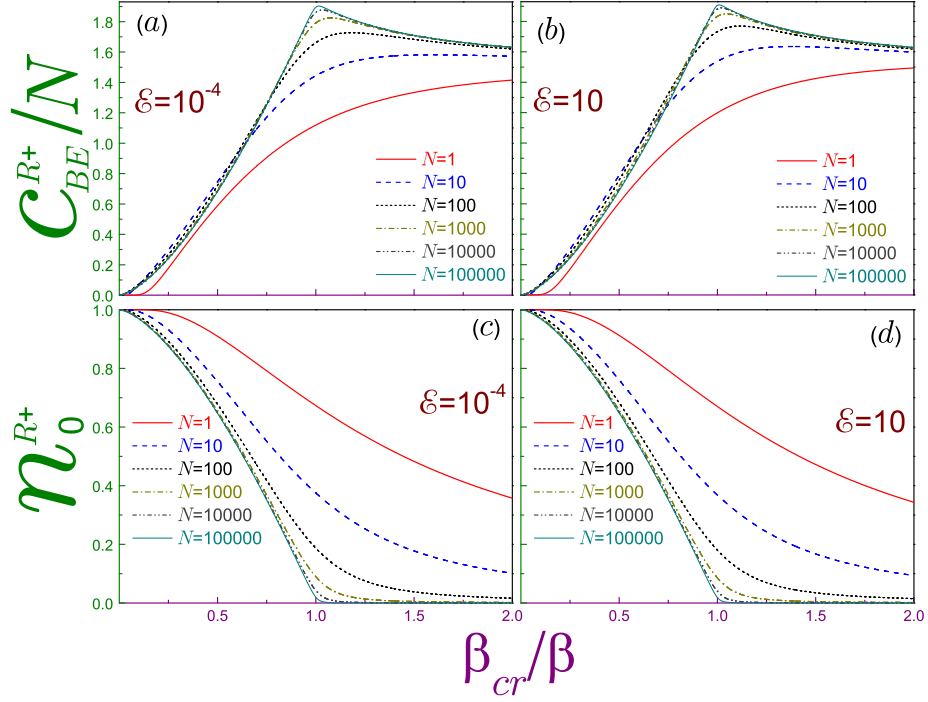 C_{BE}^{R+}/N
(a)
ℰ=10^{-4}
1.8
1.6
1.4
1.2
1.0
0.8
0.6
0.4
0.2
0.0
N=1
N=10
N=100
N=1000
N=10000
N=100000
(b)
ℰ=10
N=1
N=10
N=100
N=1000
N=10000
N=100000
n_0^{R+}
(c)
ℰ=10^{-4}
1.0
0.8
0.6
0.4
0.2
0.0
N=1
N=10
N=100
N=1000
N=10000
N=100000
0.5 1.0 1.5 2.0
(d)
ℰ=10
N=1
N=10
N=100
N=1000
N=10000
N=100000
0.5 1.0 1.5 2.0
β_{cr}/β